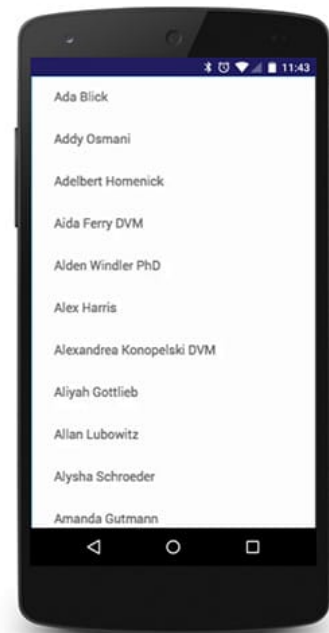 11:43
Ada Blick
Addy Osmani
Adelbert Homenick
Aida Ferry DVM
Alden Windler PhD
Alex Harris
Alexandrea Konopelski DVM
Aliyah Gottlieb
Allan Lubowitz
Alysha Schroeder
Amanda Gutmann